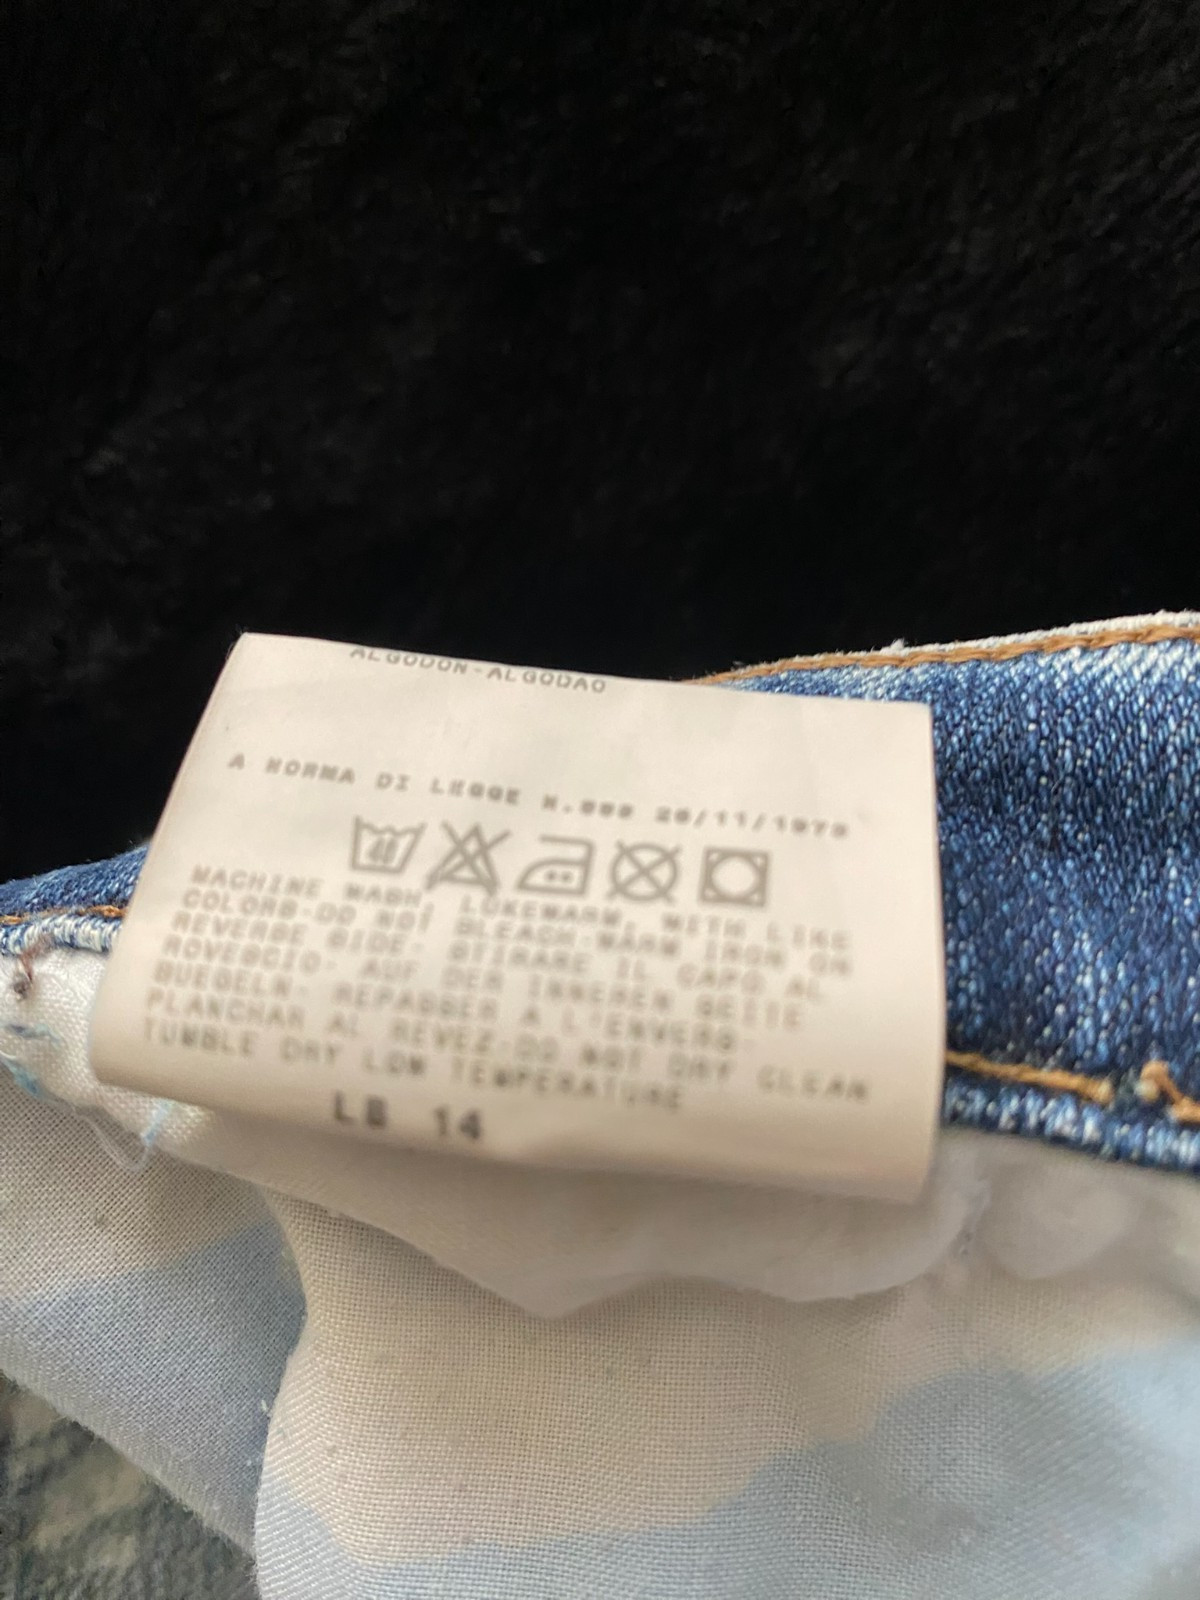 ALGODON-ALGODAO
A NORMA DI LEGGE N.883 26/11/1973
MACHINE WASH, LUKEWARM, WITH LIKE
COLORS-DO NOT BLEACH-WARM IRON ON
REVERSE SIDE- STIRARE IL CAPO AL
ROVESCIO- AUF DER INNEREN SEITE
BUEGELN- REPASSER A L'ENVERS-
PLANCHAR AL REVEZ-DO NOT DRY CLEAN
TUMBLE DRY LOW TEMPERATURE
LB 14